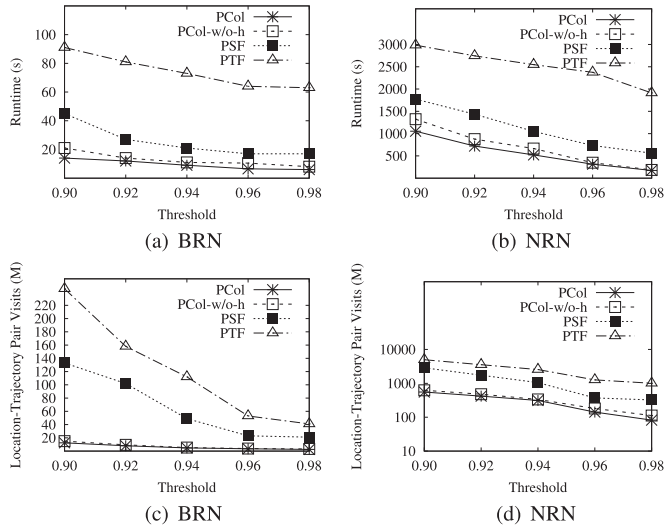 PCol
PCol-w/o-h
PSF
PTF
Runtime (s)
100
80
60
40
20
0.90 0.92 0.94 0.96 0.98
Threshold
(a) BRN
PCol
PCol-w/o-h
PSF
PTF
Runtime (s)
3000
2500
2000
1500
1000
500
0.90 0.92 0.94 0.96 0.98
Threshold
(b) NRN
PCol
PCol-w/o-h
PSF
PTF
Location-Trajectory Pair Visits (M)
220
200
180
160
140
120
100
80
60
40
20
0.90 0.92 0.94 0.96 0.98
Threshold
(c) BRN
PCol
PCol-w/o-h
PSF
PTF
Location-Trajectory Pair Visits (M)
10000
1000
100
10
0.90 0.92 0.94 0.96 0.98
Threshold
(d) NRN